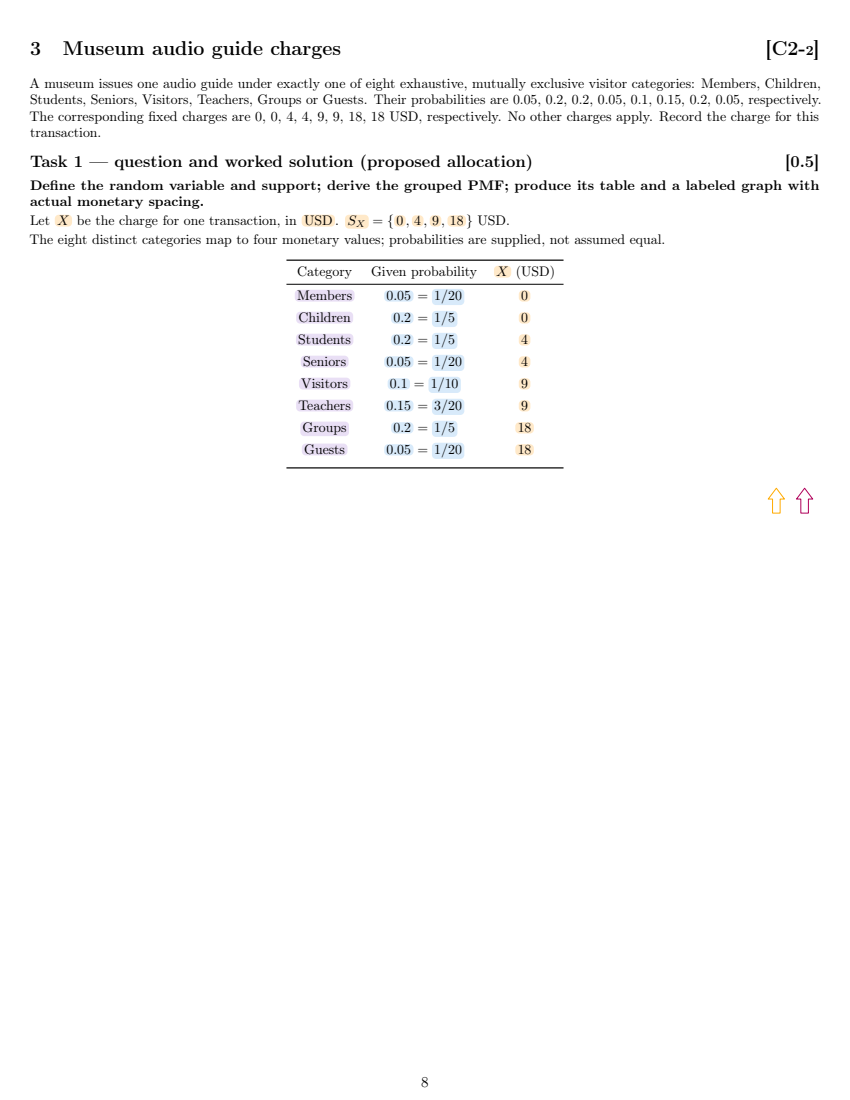 3 Museum audio guide charges [C2-2]
A museum issues one audio guide under exactly one of eight exhaustive, mutually exclusive visitor categories: Members, Children,
Students, Seniors, Visitors, Teachers, Groups or Guests. Their probabilities are 0.05, 0.2, 0.2, 0.05, 0.1, 0.15, 0.2, 0.05, respectively.
The corresponding fixed charges are 0, 0, 4, 4, 9, 9, 18, 18 USD, respectively. No other charges apply. Record the charge for this
transaction.
Task 1 — question and worked solution (proposed allocation) [0.5]
Define the random variable and support; derive the grouped PMF; produce its table and a labeled graph with
actual monetary spacing.
Let X be the charge for one transaction, in USD. S_X = {0, 4, 9, 18} USD.
The eight distinct categories map to four monetary values; probabilities are supplied, not assumed equal.
Category Given probability X (USD)
Members 0.05 = 1/20 0
Children 0.2 = 1/5 0
Students 0.2 = 1/5 4
Seniors 0.05 = 1/20 4
Visitors 0.1 = 1/10 9
Teachers 0.15 = 3/20 9
Groups 0.2 = 1/5 18
Guests 0.05 = 1/20 18
8